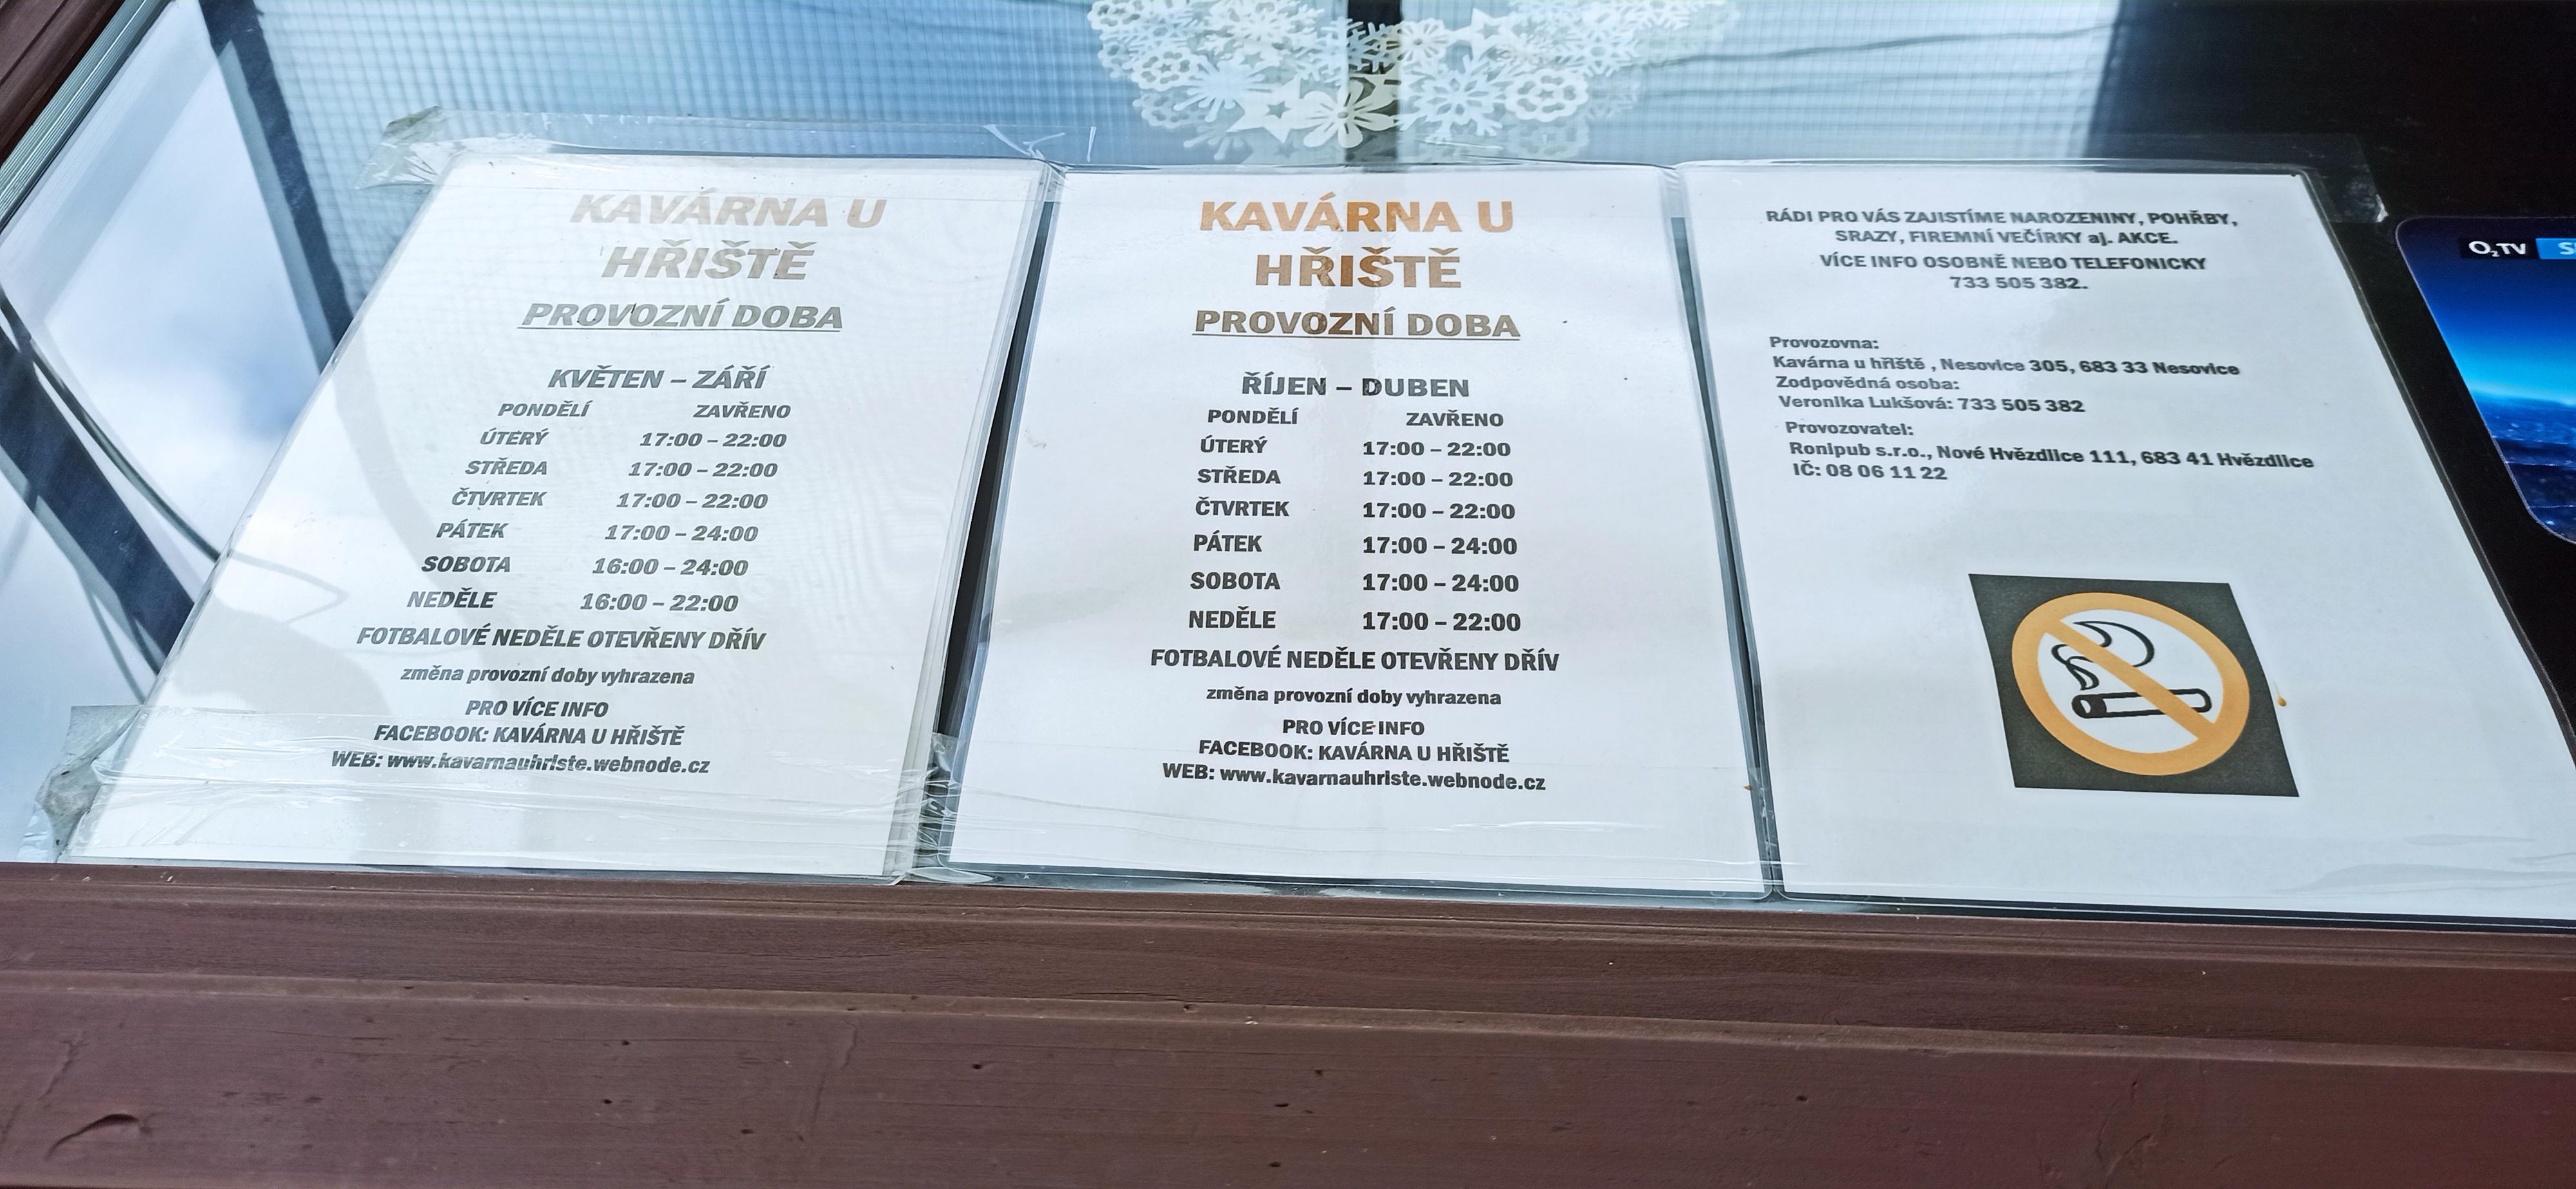 KAVÁRNA U
HŘIŠTĚ
PROVOZNÍ DOBA
KVĚTEN – ZÁŘÍ
PONDĚLÍ ZAVŘENO
ÚTERÝ 17:00 – 22:00
STŘEDA 17:00 – 22:00
ČTVRTEK 17:00 – 22:00
PÁTEK 17:00 – 24:00
SOBOTA 16:00 – 24:00
NEDĚLE 16:00 – 22:00
FOTBALOVÉ NEDĚLE OTEVŘENY DŘÍV
změna provozní doby vyhrazena
PRO VÍCE INFO
FACEBOOK: KAVÁRNA U HŘIŠTĚ
WEB: www.kavarnauhriste.webnode.cz
KAVÁRNA U
HŘIŠTĚ
PROVOZNÍ DOBA
ŘÍJEN – DUBEN
PONDĚLÍ ZAVŘENO
ÚTERÝ 17:00 – 22:00
STŘEDA 17:00 – 22:00
ČTVRTEK 17:00 – 22:00
PÁTEK 17:00 – 24:00
SOBOTA 17:00 – 24:00
NEDĚLE 17:00 – 22:00
FOTBALOVÉ NEDĚLE OTEVŘENY DŘÍV
změna provozní doby vyhrazena
PRO VÍCE INFO
FACEBOOK: KAVÁRNA U HŘIŠTĚ
WEB: www.kavarnauhriste.webnode.cz
RÁDI PRO VÁS ZAJISTÍME NAROZENINY, POHŘBY,
SRAZY, FIREMNÍ VEČÍRKY aj. AKCE.
VÍCE INFO OSOBNĚ NEBO TELEFONICKY
733 505 382.
Provozovna:
Kavárna u hřiště , Nesovice 305, 683 33 Nesovice
Zodpovědná osoba:
Veronika Lukšová: 733 505 382
Provozovatel:
Ronipub s.r.o., Nové Hvězdlice 111, 683 41 Hvězdlice
IČ: 08 06 11 22
O2 TV